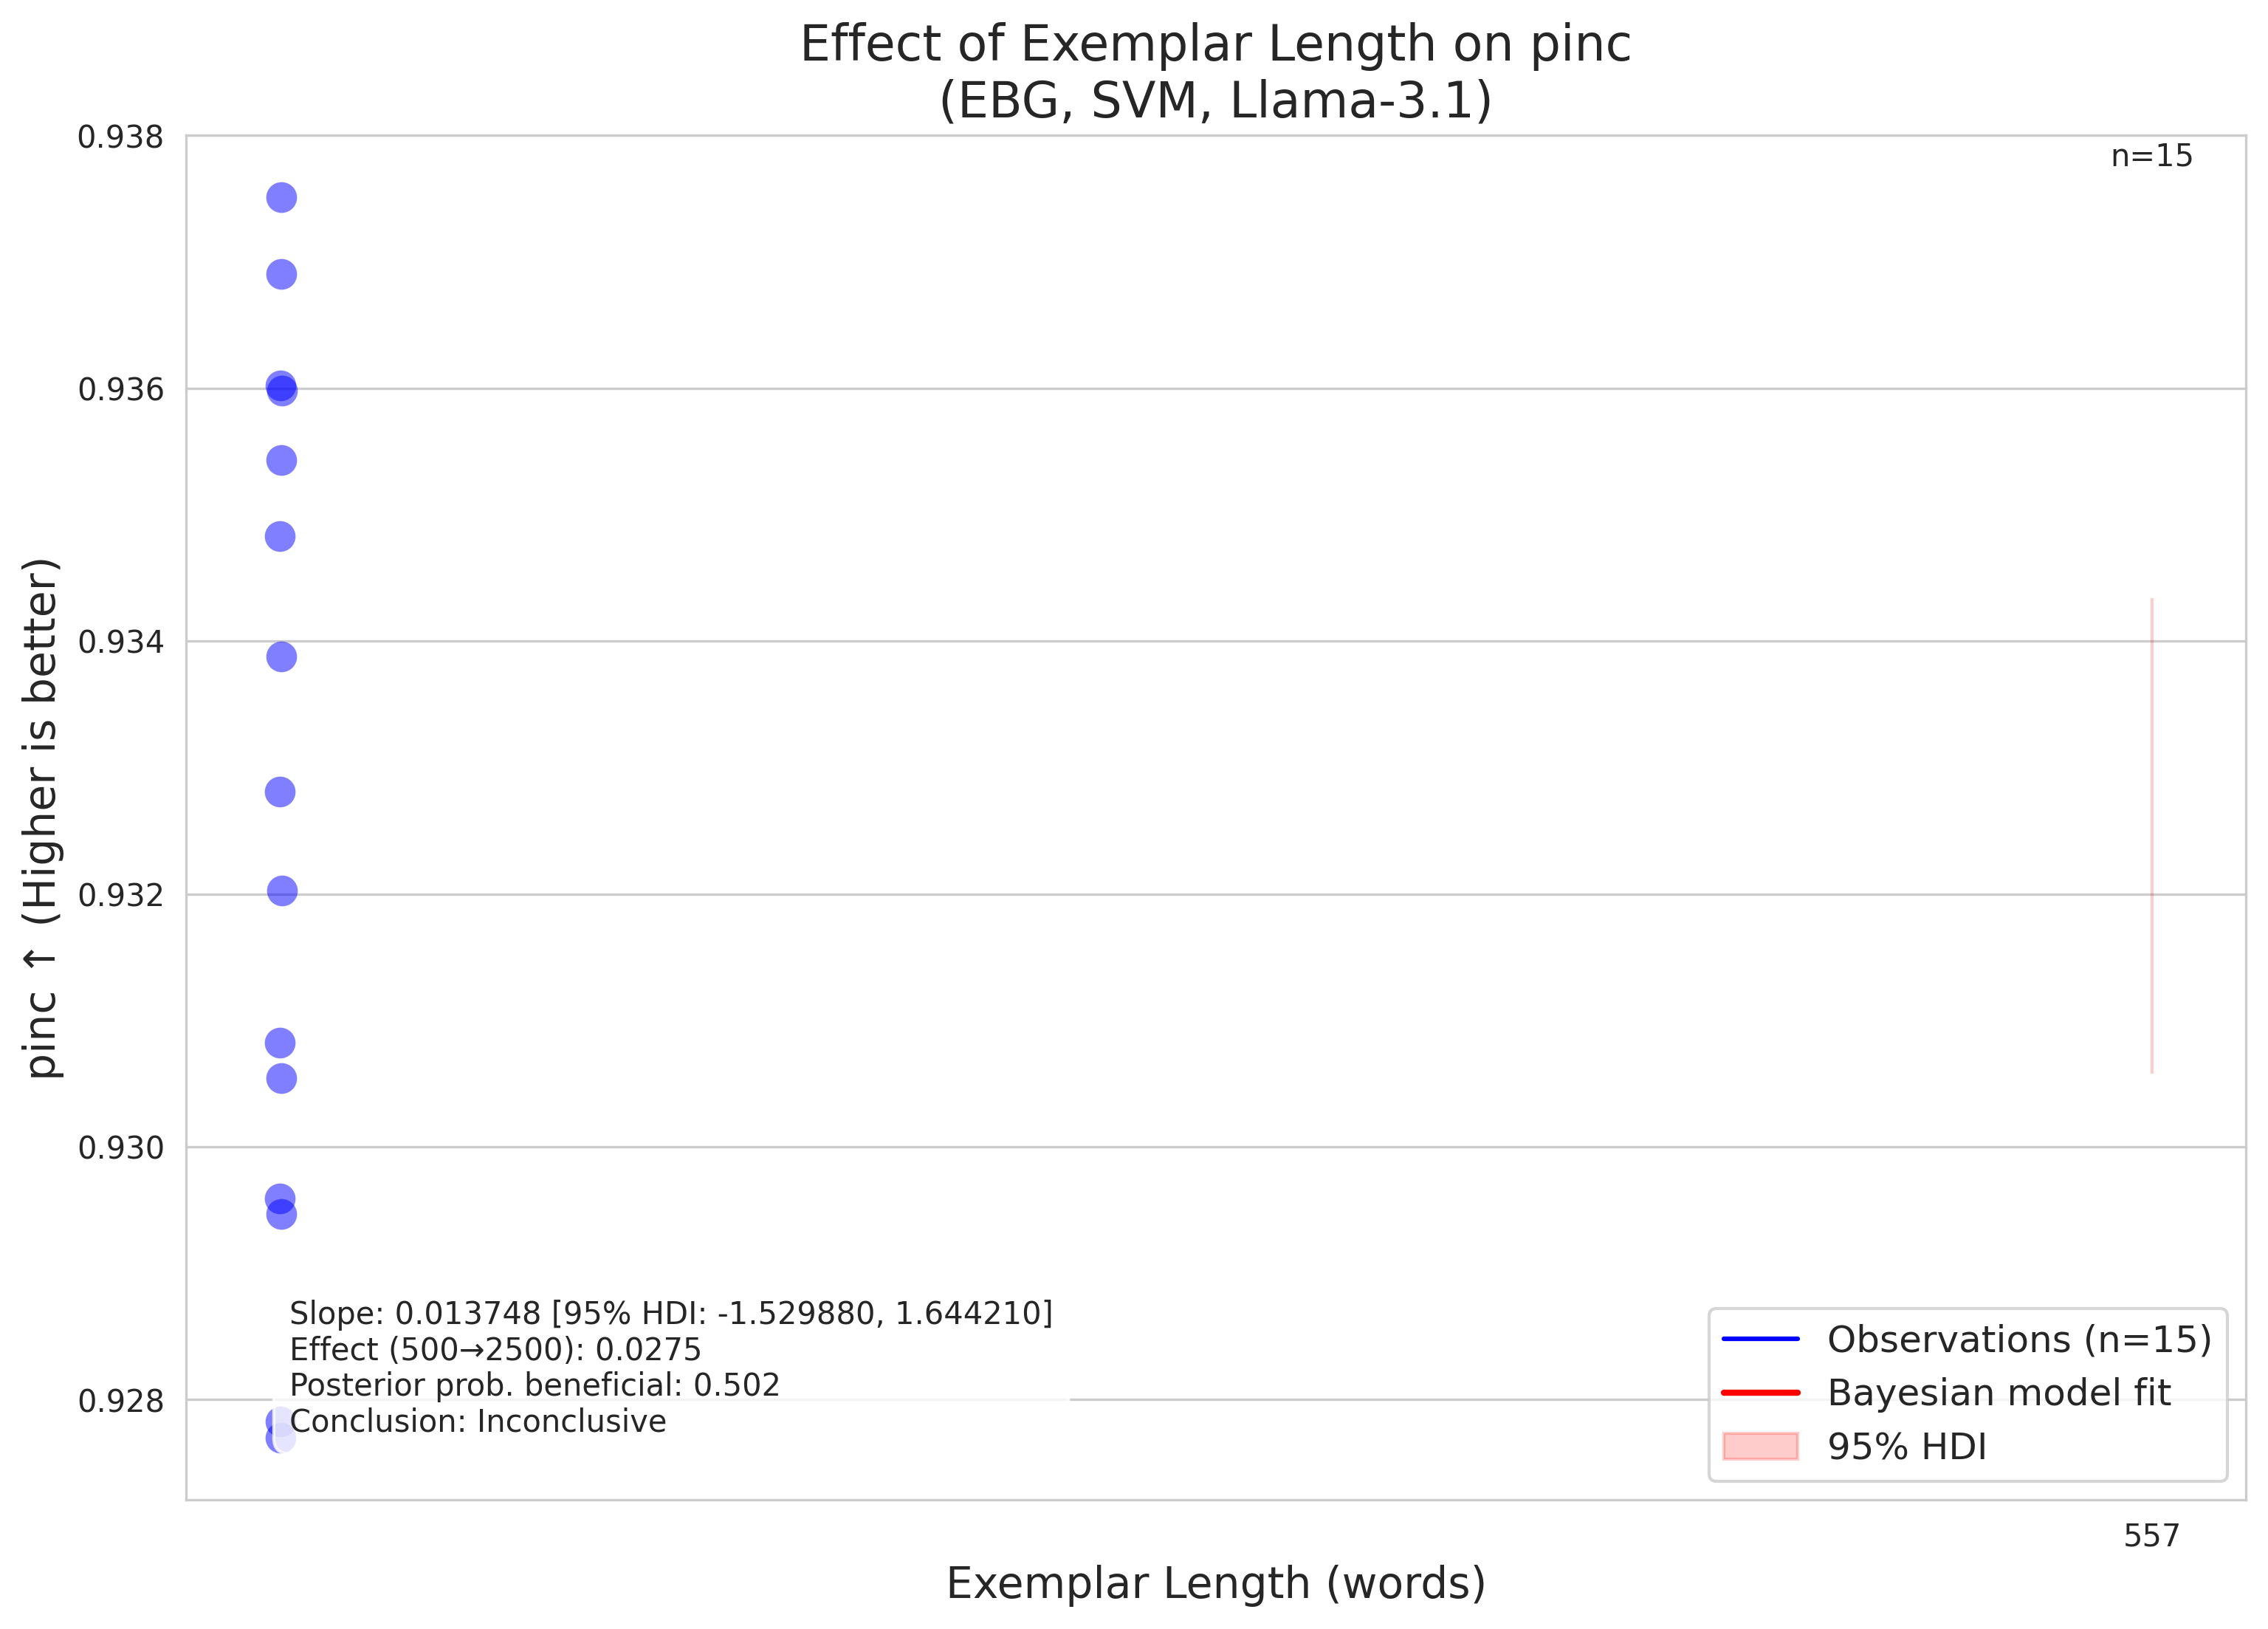 Effect of Exemplar Length on pinc
(EBG, SVM, Llama-3.1)
0.938
n=15
0.936
0.934
0.932
0.930
0.928
pinc ↑ (Higher is better)
Slope: 0.013748 [95% HDI: -1.529880, 1.644210]
Effect (500→2500): 0.0275
Posterior prob. beneficial: 0.502
Conclusion: Inconclusive
Observations (n=15)
Bayesian model fit
95% HDI
557
Exemplar Length (words)